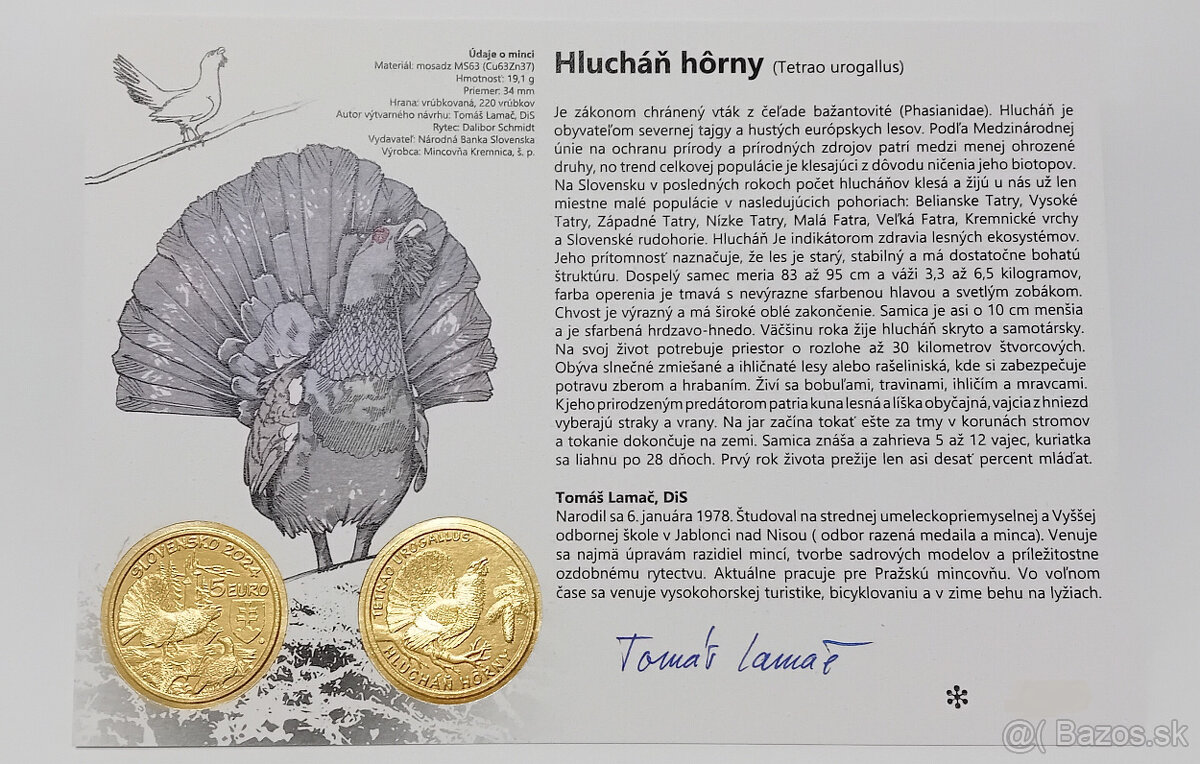 Údaje o minci
Materiál: mosadz MS63 (Cu63Zn37)
Hmotnosť: 19,1 g
Priemer: 34 mm
Hrana: vrúbkovaná, 220 vrúbkov
Autor výtvarného návrhu: Tomáš Lamač, DiS
Rytec: Dalibor Schmidt
Vydavateľ: Národná Banka Slovenska
Výrobca: Mincovňa Kremnica, š. p.
Hlucháň hôrny (Tetrao urogallus)
Je zákonom chránený vták z čeľade bažantovité (Phasianidae). Hlucháň je
obyvateľom severnej tajgy a hustých európskych lesov. Podľa Medzinárodnej
únie na ochranu prírody a prírodných zdrojov patrí medzi menej ohrozené
druhy, no trend celkovej populácie je klesajúci z dôvodu ničenia jeho biotopov.
Na Slovensku v posledných rokoch počet hlucháňov klesá a žijú u nás už len
miestne malé populácie v nasledujúcich pohoriach: Belianske Tatry, Vysoké
Tatry, Západné Tatry, Nízke Tatry, Malá Fatra, Veľká Fatra, Kremnické vrchy
a Slovenské rudohorie. Hlucháň Je indikátorom zdravia lesných ekosystémov.
Jeho prítomnosť naznačuje, že les je starý, stabilný a má dostatočne bohatú
štruktúru. Dospelý samec meria 83 až 95 cm a váži 3,3 až 6,5 kilogramov,
farba operenia je tmavá s nevýrazne sfarbenou hlavou a svetlým zobákom.
Chvost je výrazný a má široké oblé zakončenie. Samica je asi o 10 cm menšia
a je sfarbená hrdzavo-hnedo. Väčšinu roka žije hlucháň skryto a samotársky.
Na svoj život potrebuje priestor o rozlohe až 30 kilometrov štvorcových.
Obýva slnečné zmiešané a ihličnaté lesy alebo rašeliniská, kde si zabezpečuje
potravu zberom a hrabaním. Živí sa bobuľami, travinami, ihličím a mravcami.
K jeho prirodzeným predátorom patria kuna lesná a líška obyčajná, vajcia z hniezd
vyberajú straky a vrany. Na jar začína tokať ešte za tmy v korunách stromov
a tokanie dokončuje na zemi. Samica znáša a zahrieva 5 až 12 vajec, kuriatka
sa liahnu po 28 dňoch. Prvý rok života prežije len asi desať percent mláďat.
Tomáš Lamač, DiS
Narodil sa 6. januára 1978. Študoval na strednej umeleckopriemyselnej a Vyššej
odbornej škole v Jablonci nad Nisou ( odbor razená medaila a minca). Venuje
sa najmä úpravám razidiel mincí, tvorbe sadrových modelov a príležitostne
ozdobnému rytectvu. Aktuálne pracuje pre Pražskú mincovňu. Vo voľnom
čase sa venuje vysokohorskej turistike, bicyklovaniu a v zime behu na lyžiach.
SLOVENSKO 2024
5
EURO
TETRAO UROGALLUS
HLUCHÁŇ HÔRNY
Tomáš Lamač
@( Bazos.sk